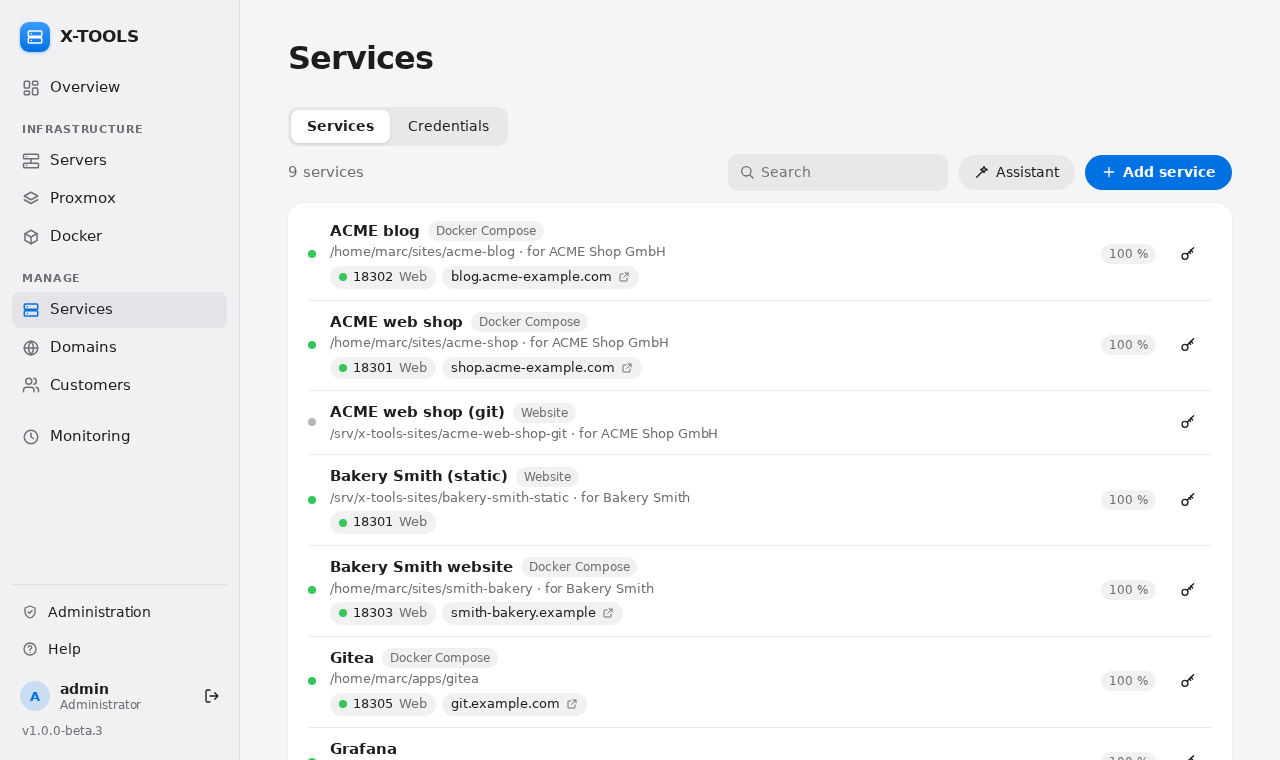 X-TOOLS
Overview
INFRASTRUCTURE
Servers
Proxmox
Docker
MANAGE
Services
Domains
Customers
Monitoring
Administration
Help
A
admin
Administrator
v1.0.0-beta.3
Services
Services Credentials
9 services
Search
Assistant
Add service
ACME blog Docker Compose
/home/marc/sites/acme-blog · for ACME Shop GmbH
18302 Web blog.acme-example.com
100 %
ACME web shop Docker Compose
/home/marc/sites/acme-shop · for ACME Shop GmbH
18301 Web shop.acme-example.com
100 %
ACME web shop (git) Website
/srv/x-tools-sites/acme-web-shop-git · for ACME Shop GmbH
Bakery Smith (static) Website
/srv/x-tools-sites/bakery-smith-static · for Bakery Smith
18301 Web
100 %
Bakery Smith website Docker Compose
/home/marc/sites/smith-bakery · for Bakery Smith
18303 Web smith-bakery.example
100 %
Gitea Docker Compose
/home/marc/apps/gitea
18305 Web git.example.com
100 %
Grafana
100 %